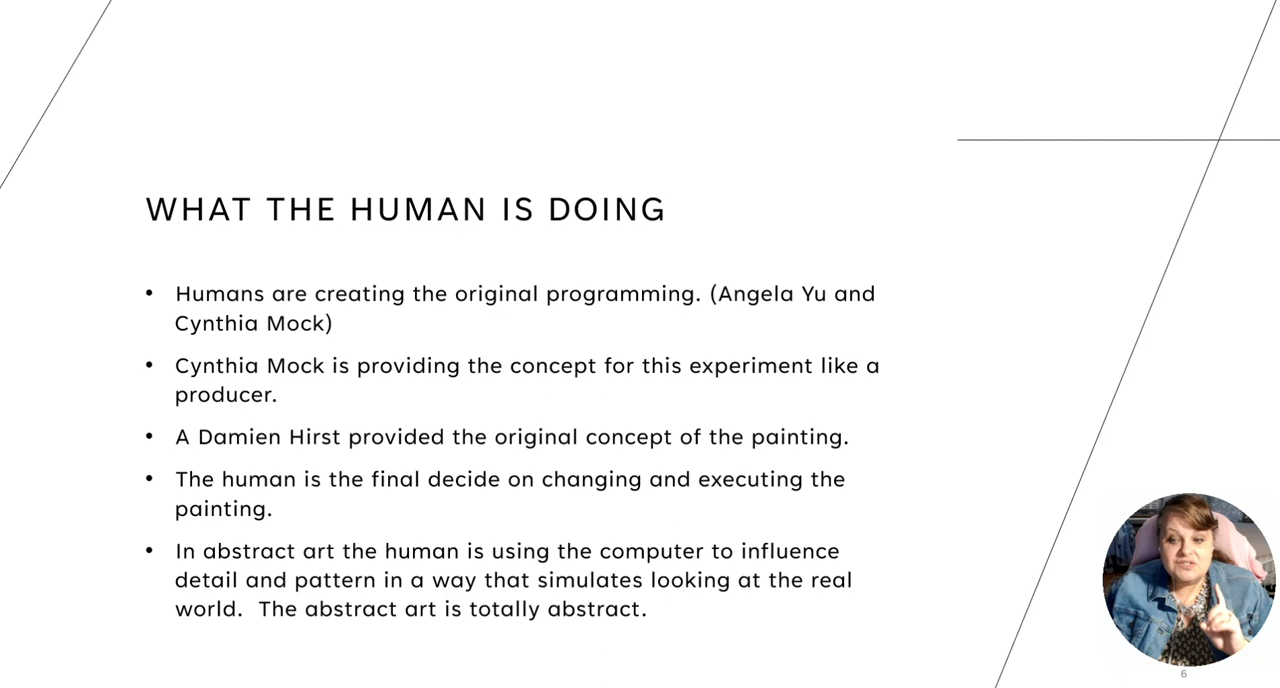 WHAT THE HUMAN IS DOING
• Humans are creating the original programming. (Angela Yu and
Cynthia Mock)
• Cynthia Mock is providing the concept for this experiment like a
producer.
• A Damien Hirst provided the original concept of the painting.
• The human is the final decide on changing and executing the
painting.
• In abstract art the human is using the computer to influence
detail and pattern in a way that simulates looking at the real
world.  The abstract art is totally abstract.
6